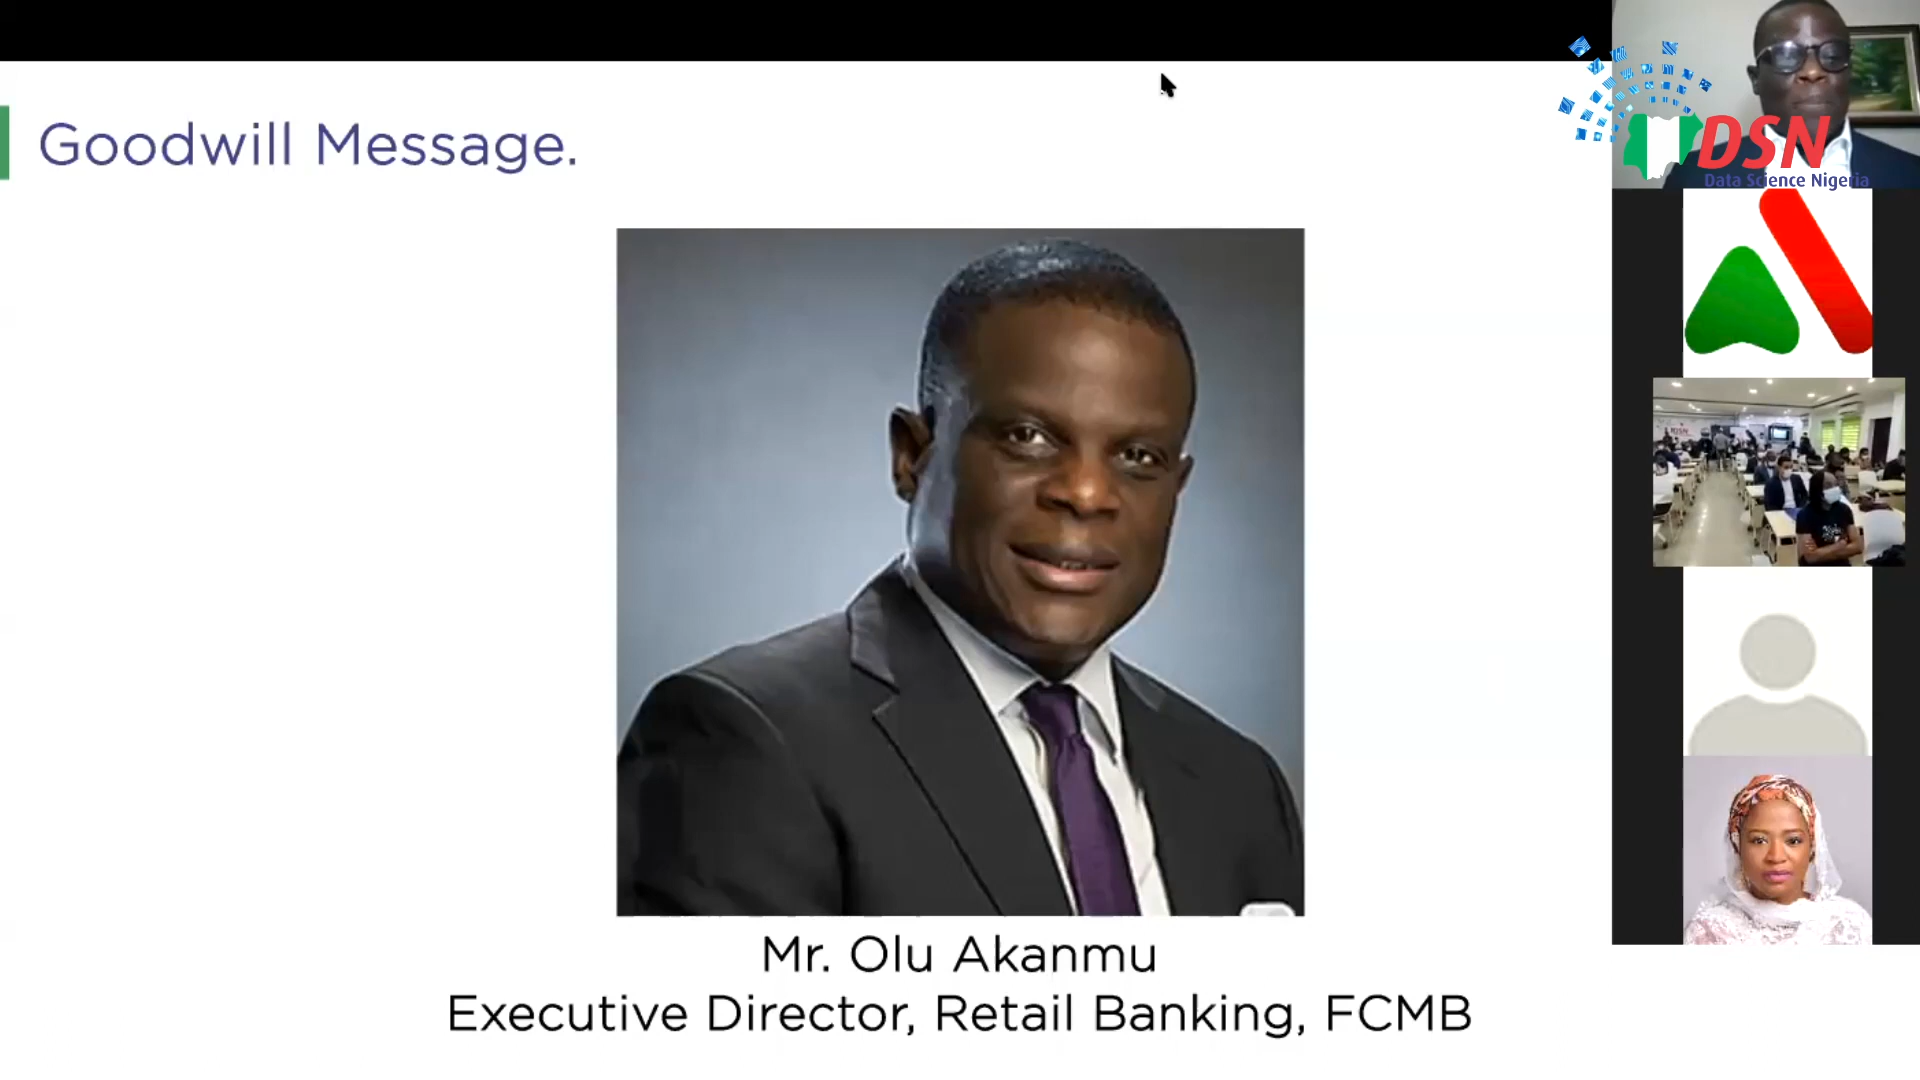 Goodwill Message.
DSN
Data Science Nigeria
Mr. Olu Akanmu
Executive Director, Retail Banking, FCMB